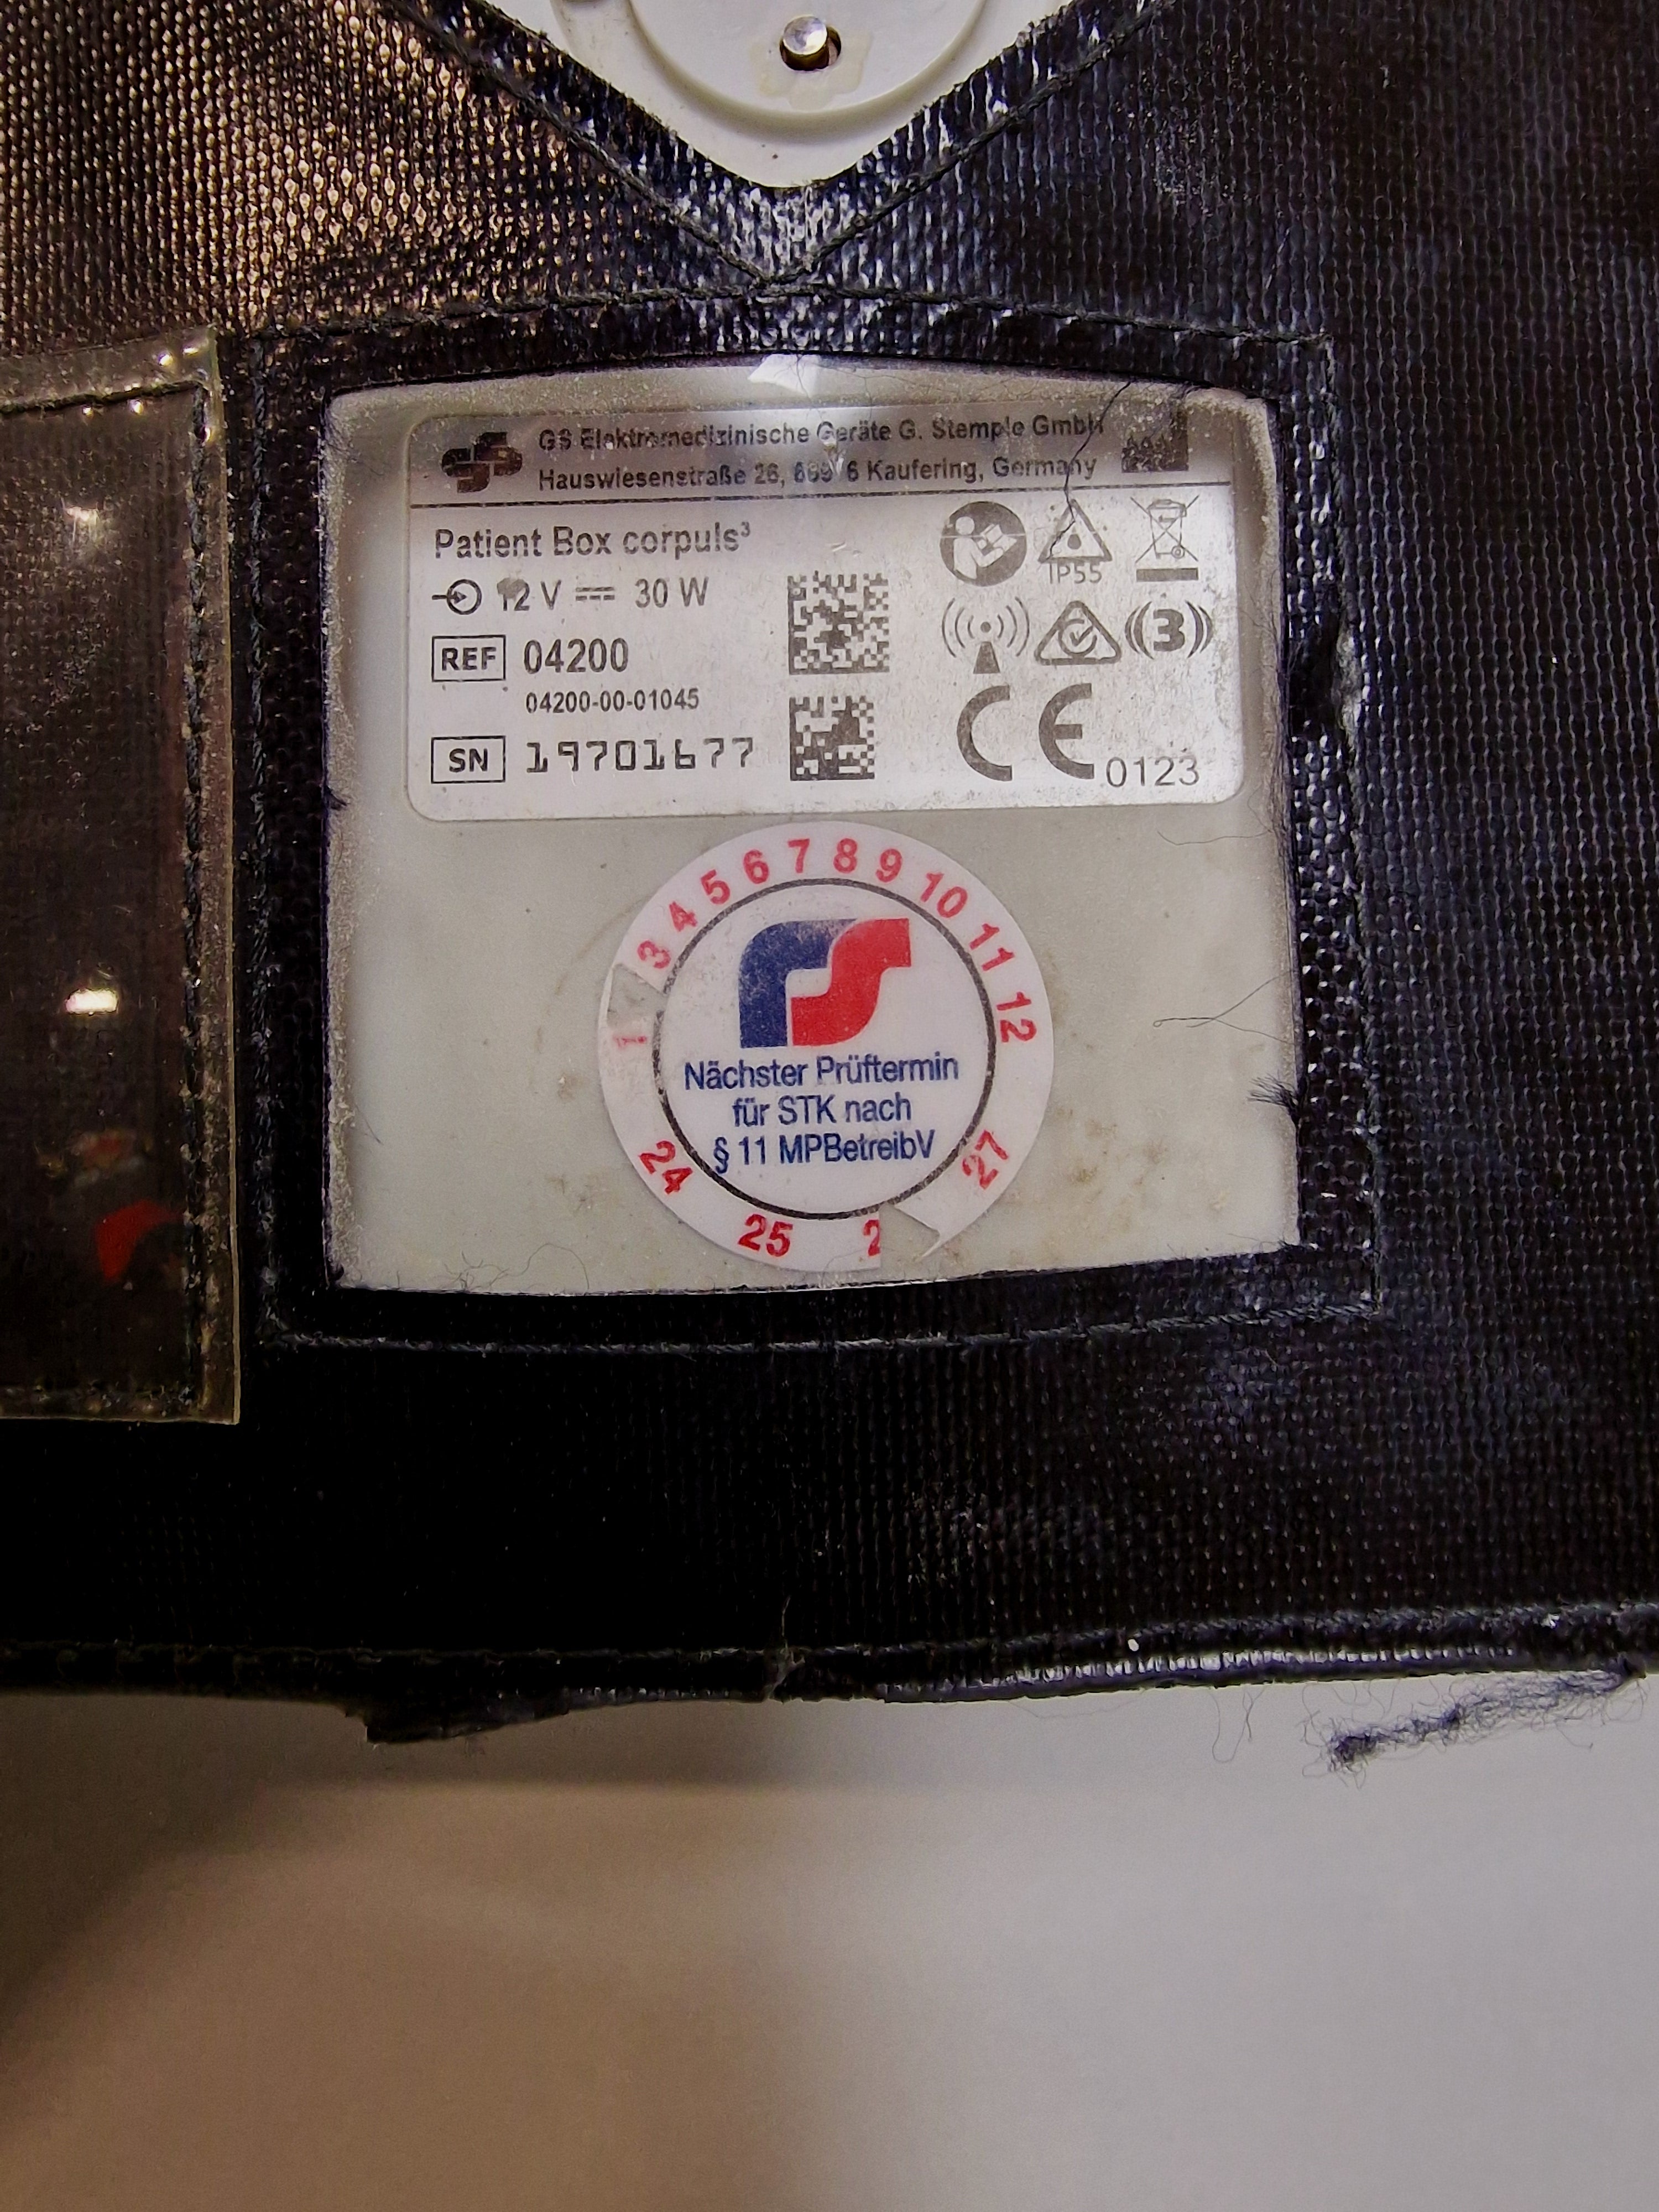 GS Elektromedizinische Geräte G. Stemple GmbH
Hauswiesenstraße 26, Kaufering, Germany
Patient Box corpuls³
12 V 30 W
REF 04200
04200-00-01045
SN 19701677
IP55
(3)
CE 0123
1 3 4 5 6 7 8 9 10 11 12
Nächster Prüftermin
für STK nach
§ 11 MPBetreibV
24 25 2 27